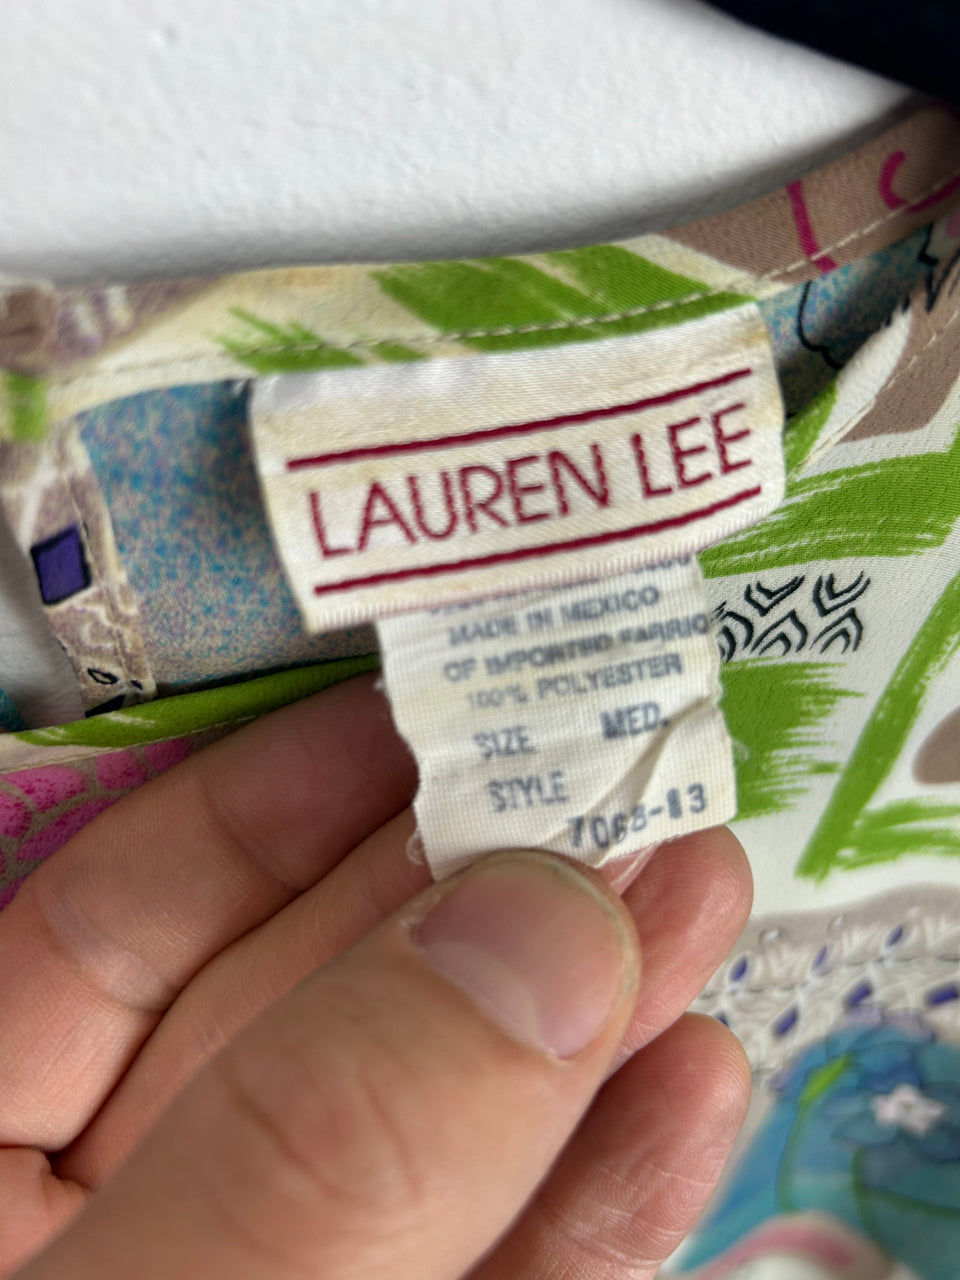 LAUREN LEE
MADE IN MEXICO
OF IMPORTED FABRIC
100% POLYESTER
SIZE MED.
STYLE